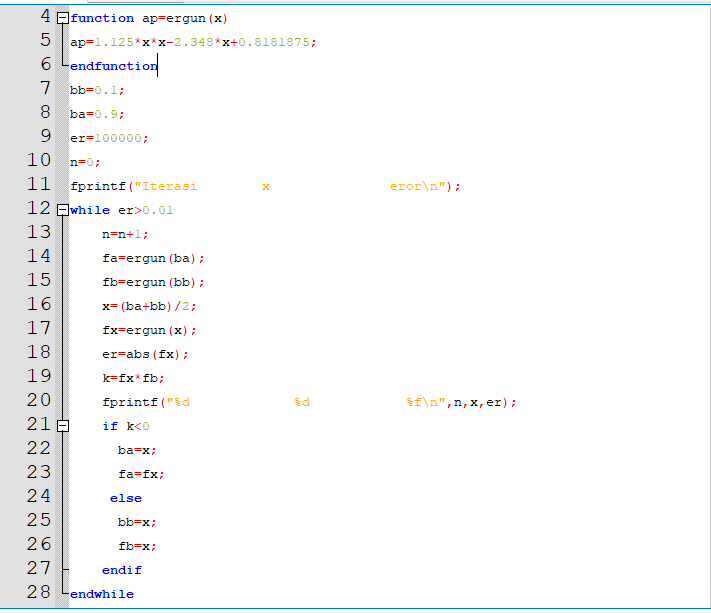 4 function ap=ergun(x)
5 ap=1.125*x*x-2.348*x+0.8181875;
6 endfunction
7 bb=0.1;
8 ba=0.9;
9 er=100000;
10 n=0;
11 fprintf("Iterasi        x               eror\n");
12 while er>0.01
13     n=n+1;
14     fa=ergun(ba);
15     fb=ergun(bb);
16     x=(ba+bb)/2;
17     fx=ergun(x);
18     er=abs(fx);
19     k=fx*fb;
20     fprintf("%d             %d            %f\n",n,x,er);
21     if k<0
22       ba=x;
23       fa=fx;
24      else
25       bb=x;
26       fb=x;
27     endif
28 endwhile